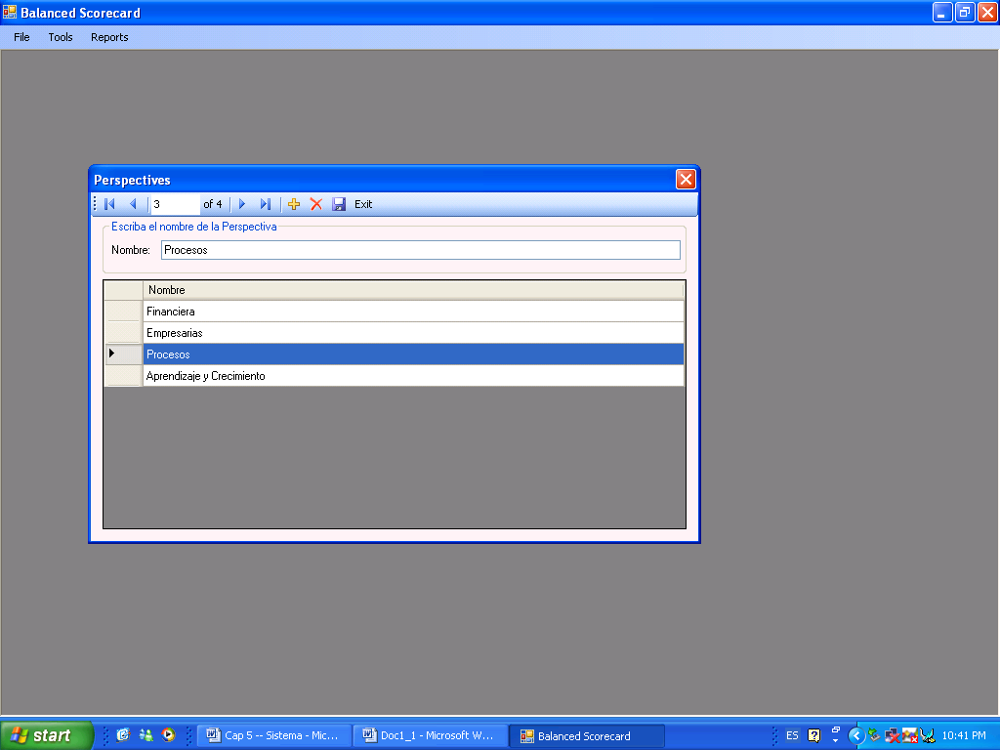 Balanced Scorecard
File Tools Reports
Perspectives
3 of 4 Exit
Escriba el nombre de la Perspectiva
Nombre: Procesos
Nombre
Financiera
Empresarias
Procesos
Aprendizaje y Crecimiento
start Cap 5 -- Sistema - Mic... Doc1_1 - Microsoft W... Balanced Scorecard ES 10:41 PM